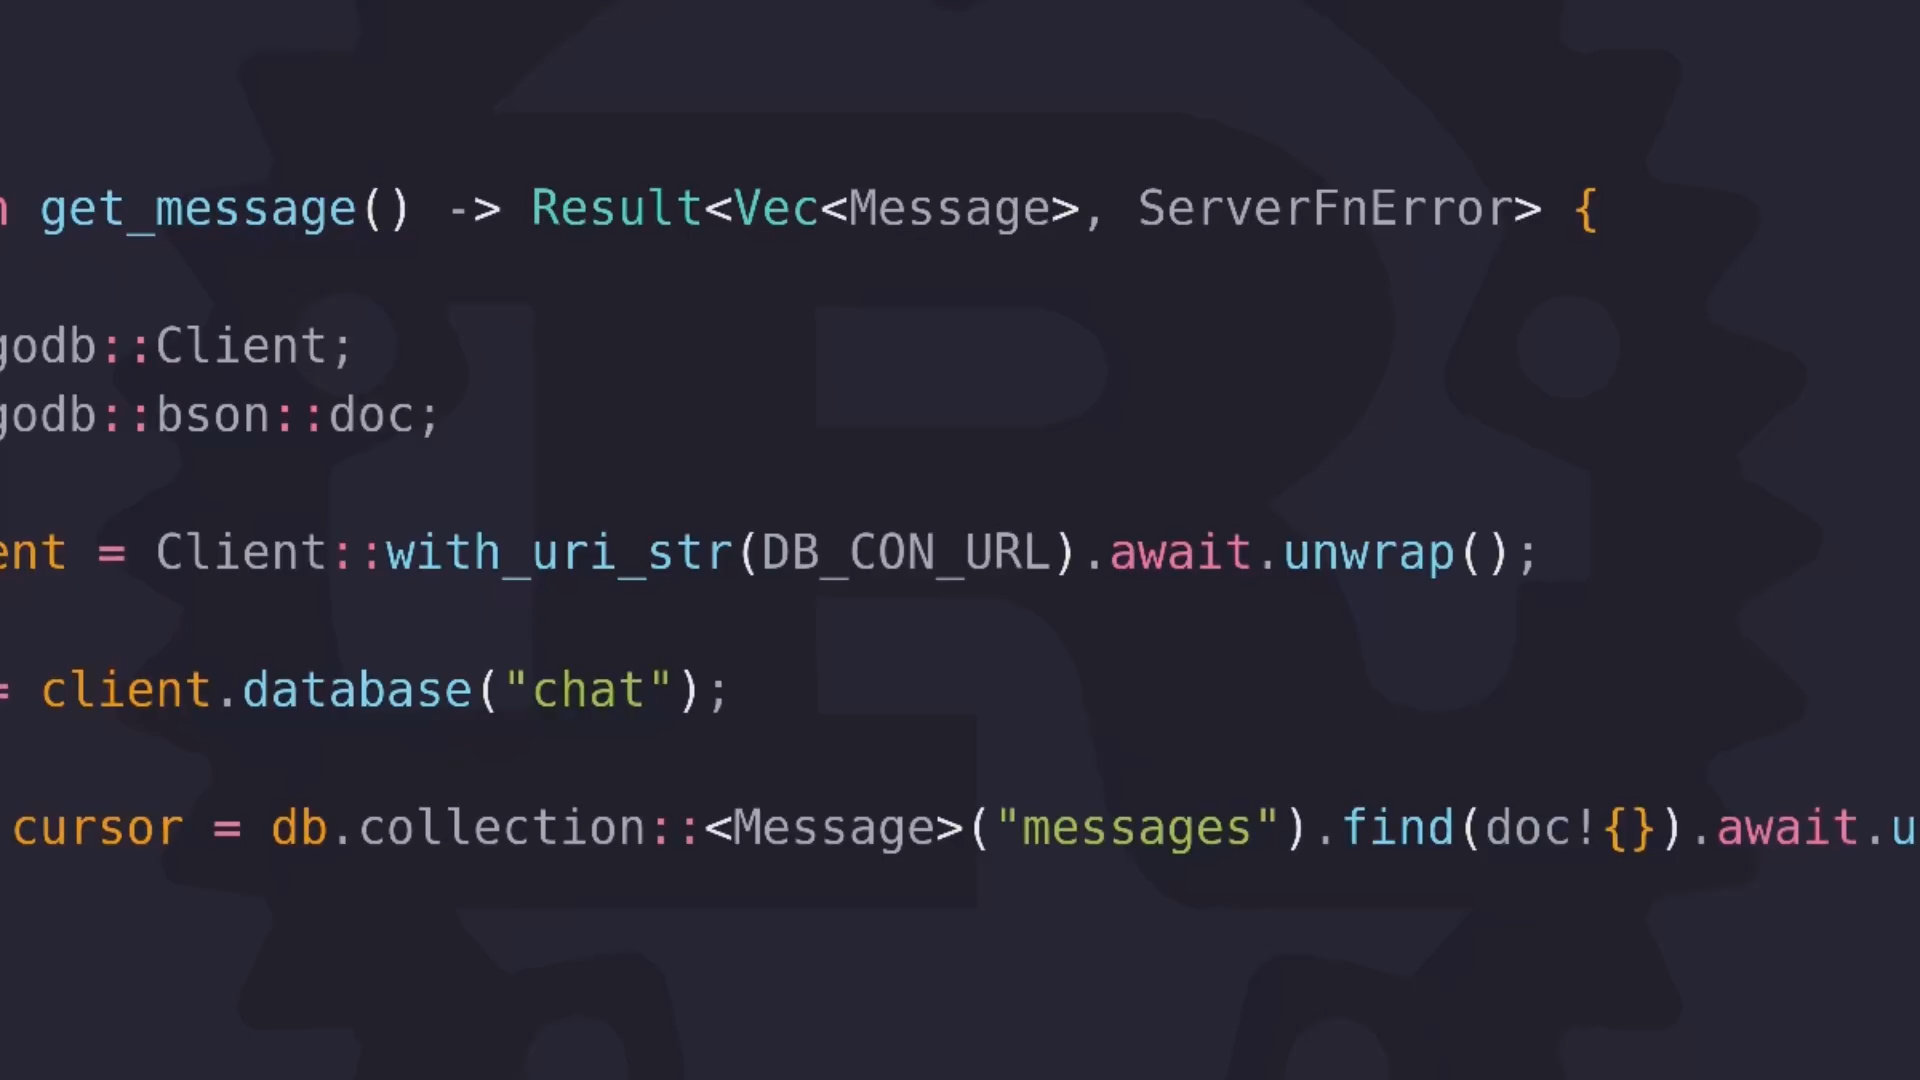 n get_message() -> Result<Vec<Message>, ServerFnError> {
godb::Client;
godb::bson::doc;
ent = Client::with_uri_str(DB_CON_URL).await.unwrap();
= client.database("chat");
cursor = db.collection::<Message>("messages").find(doc!{}).await.u